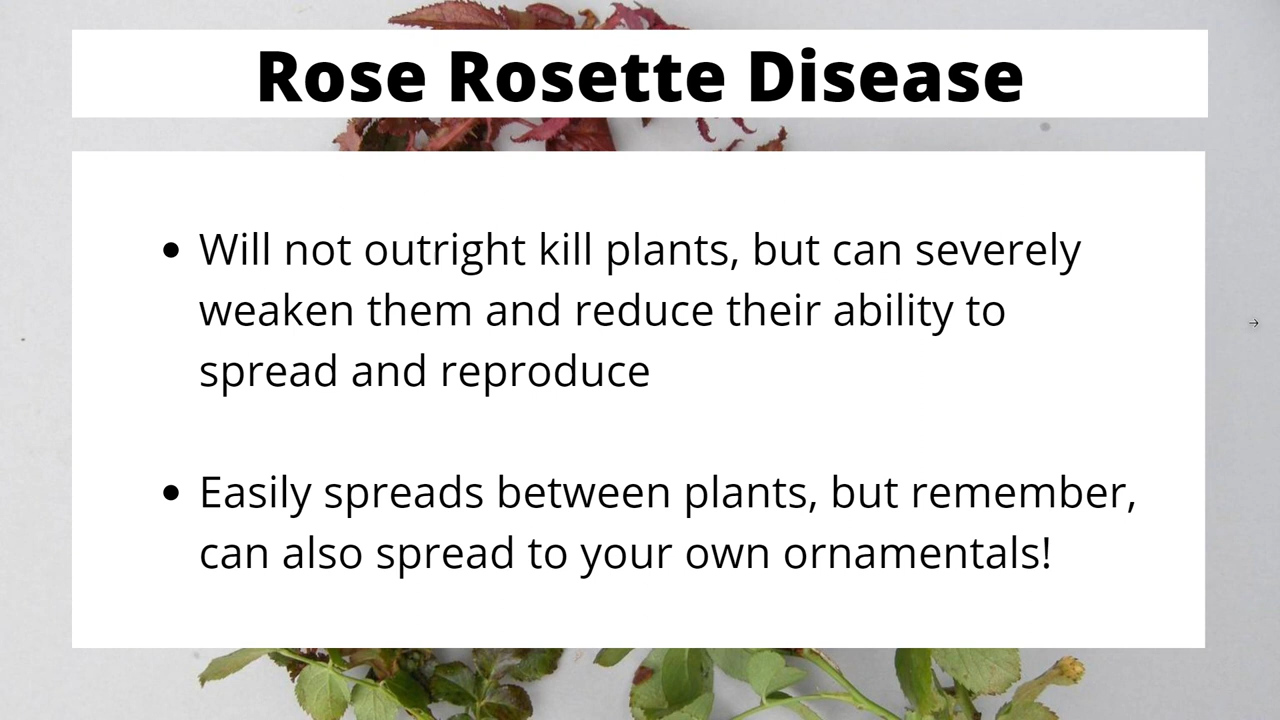 Rose Rosette Disease
• Will not outright kill plants, but can severely
weaken them and reduce their ability to
spread and reproduce
• Easily spreads between plants, but remember,
can also spread to your own ornamentals!